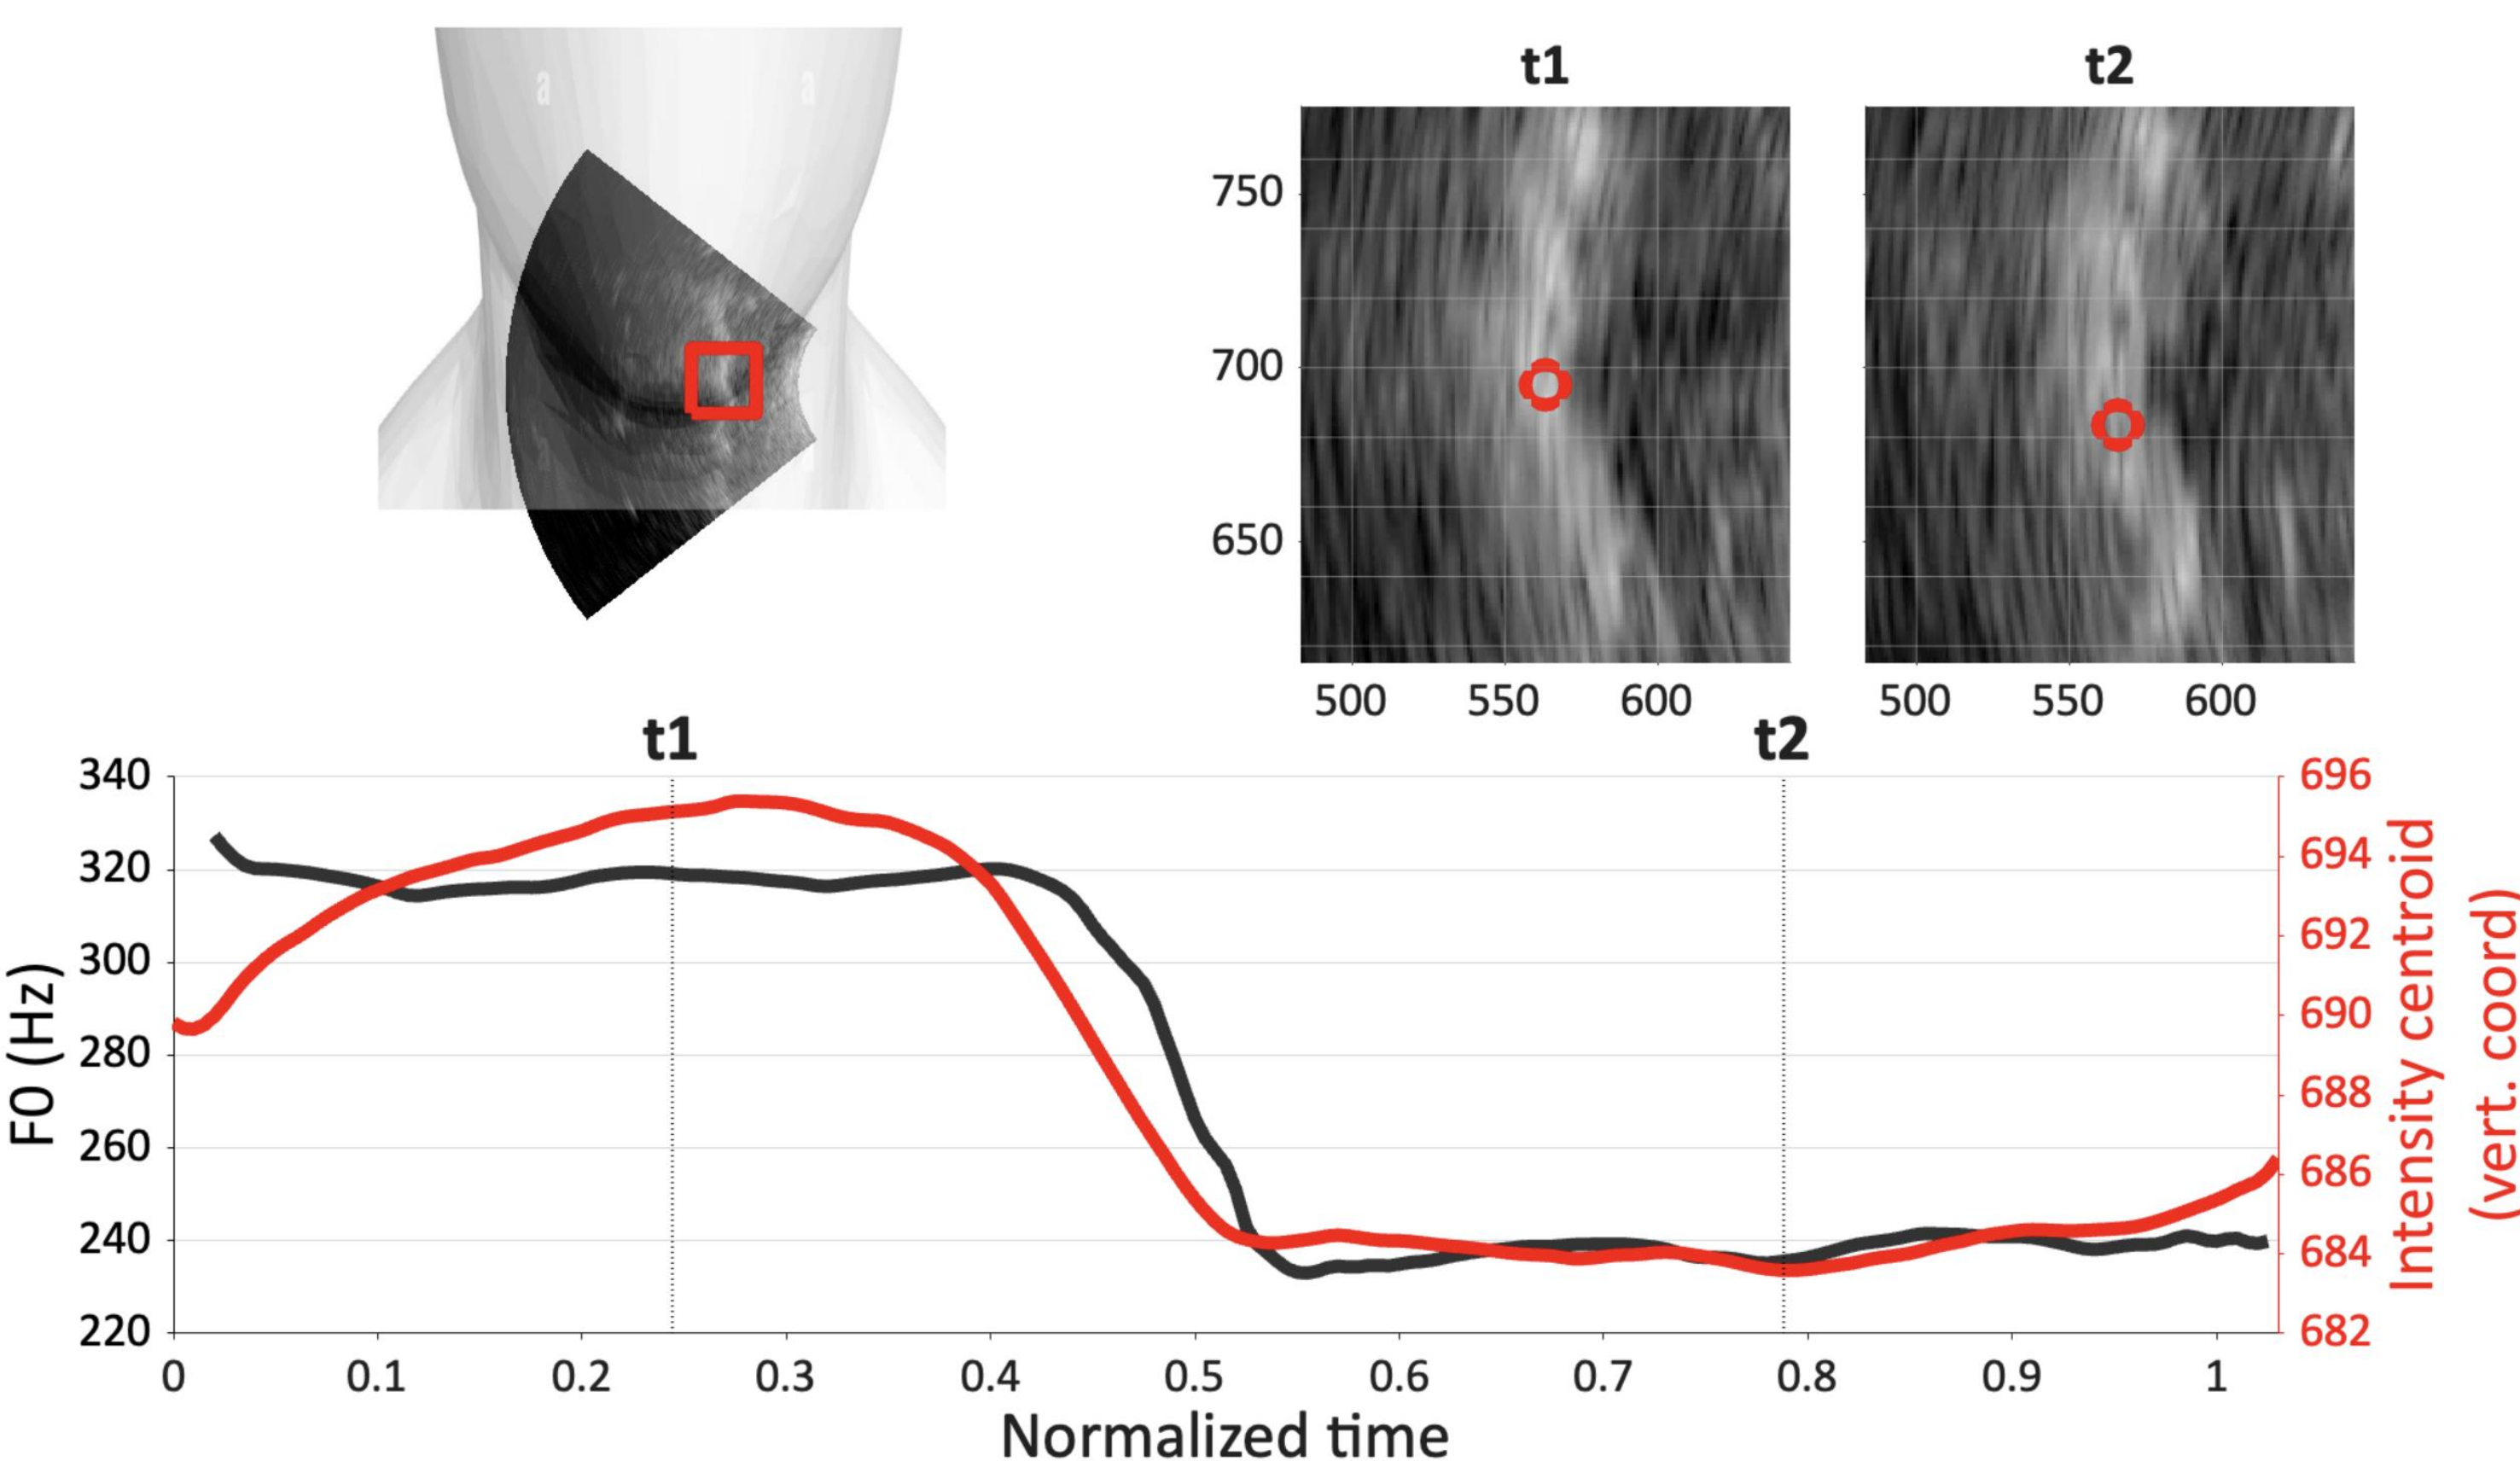 a a
t1 t2
750
700
650
500 550 600 500 550 600
t1 t2
340 696
320 694
300 692
280 690
260 688
240 686
220 684
682
F0 (Hz)
Intensity centroid
(vert. coord)
0 0.1 0.2 0.3 0.4 0.5 0.6 0.7 0.8 0.9 1
Normalized time